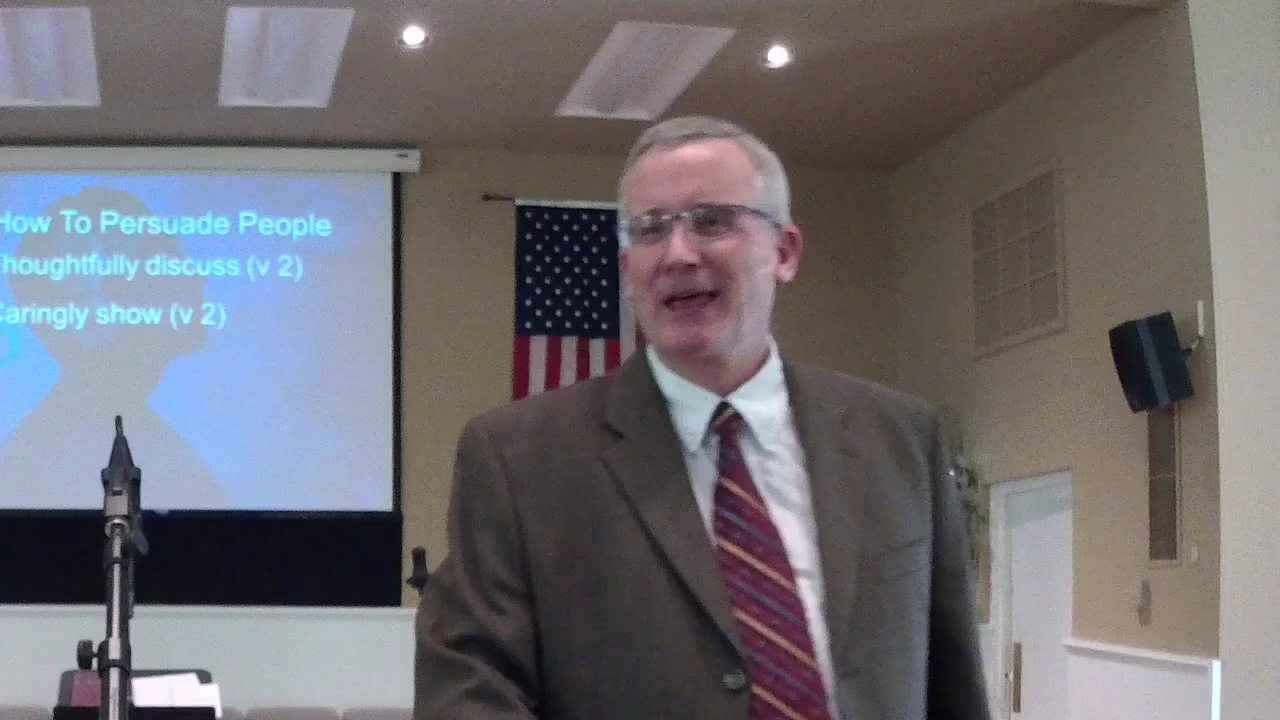 How To Persuade People
Thoughtfully discuss (v 2)
Caringly show (v 2)